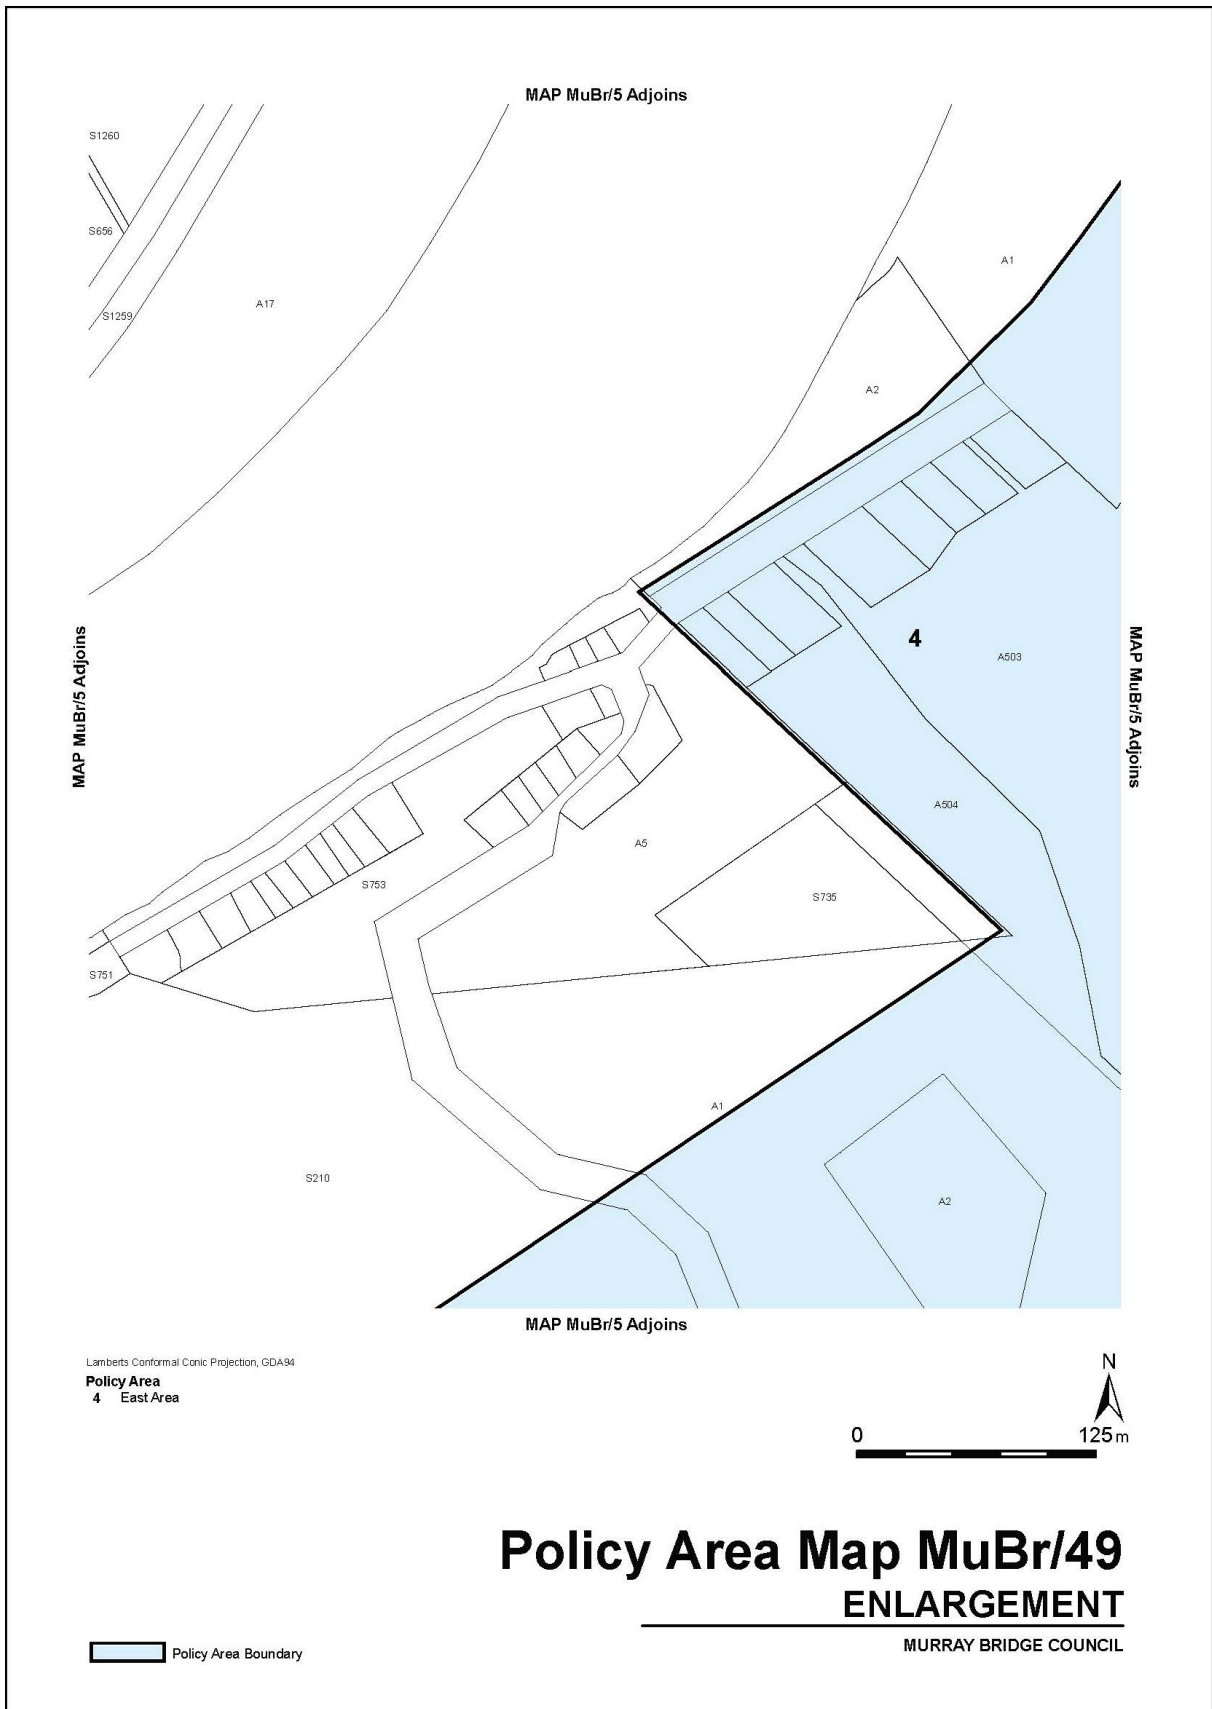 MAP MuBr/5 Adjoins
S1260
S656
A1
S1259
A17
A2
4
A503
MAP MuBr/5 Adjoins
MAP MuBr/5 Adjoins
A504
A5
S753
S735
S751
A1
S210
A2
MAP MuBr/5 Adjoins
Lamberts Conformal Conic Projection, GDA94
Policy Area
4 East Area
N
0 125 m
Policy Area Map MuBr/49
ENLARGEMENT
MURRAY BRIDGE COUNCIL
Policy Area Boundary